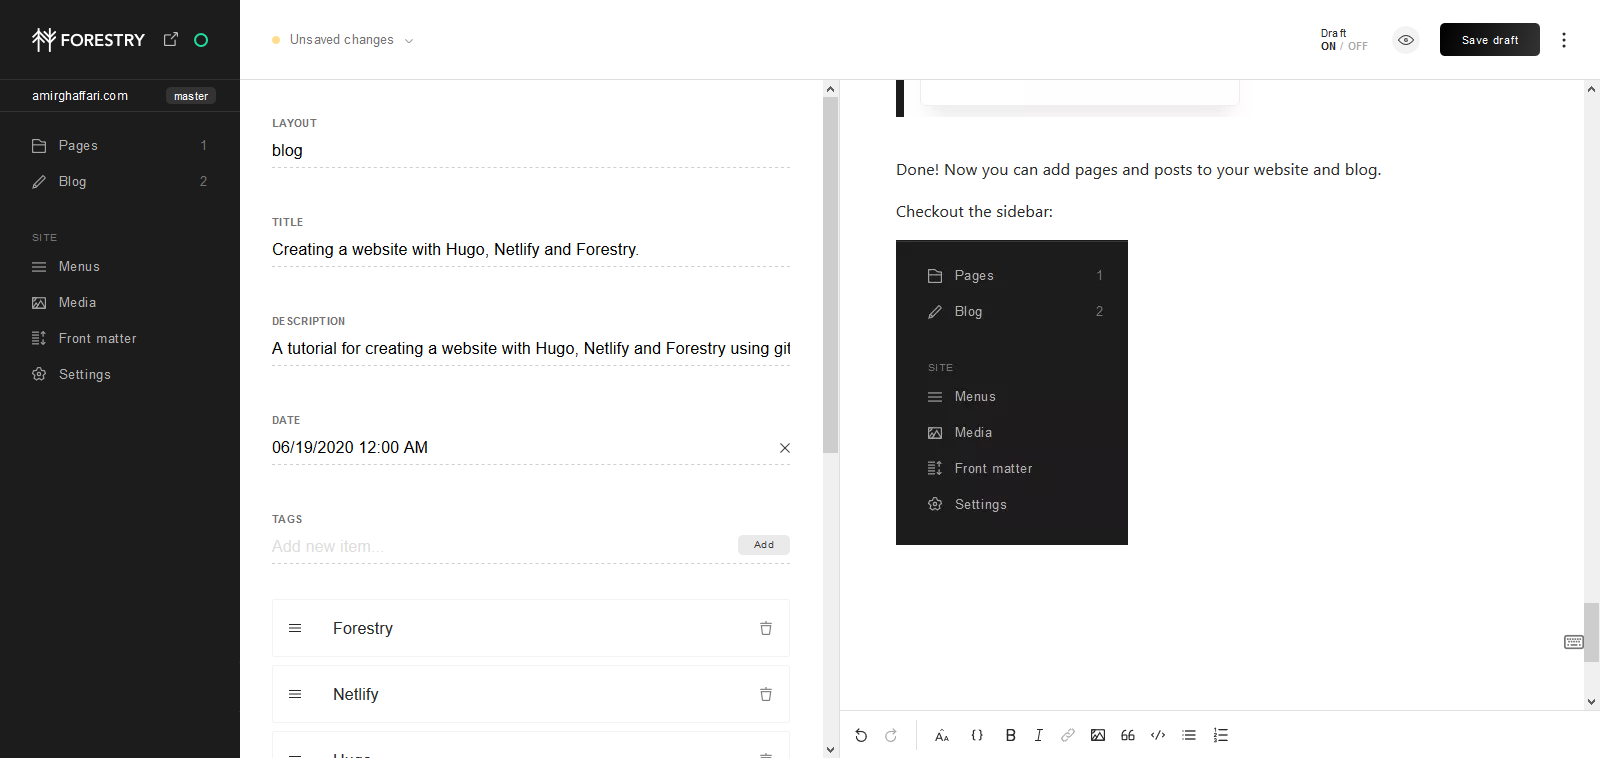 FORESTRY
amirghaffari.com master
Pages 1
Blog 2
SITE
Menus
Media
Front matter
Settings
Unsaved changes
Draft
ON / OFF
Save draft
LAYOUT
blog
TITLE
Creating a website with Hugo, Netlify and Forestry.
DESCRIPTION
A tutorial for creating a website with Hugo, Netlify and Forestry using git
DATE
06/19/2020 12:00 AM
TAGS
Add new item...
Add
Forestry
Netlify
Hugo
Done! Now you can add pages and posts to your website and blog.
Checkout the sidebar:
Pages 1
Blog 2
SITE
Menus
Media
Front matter
Settings